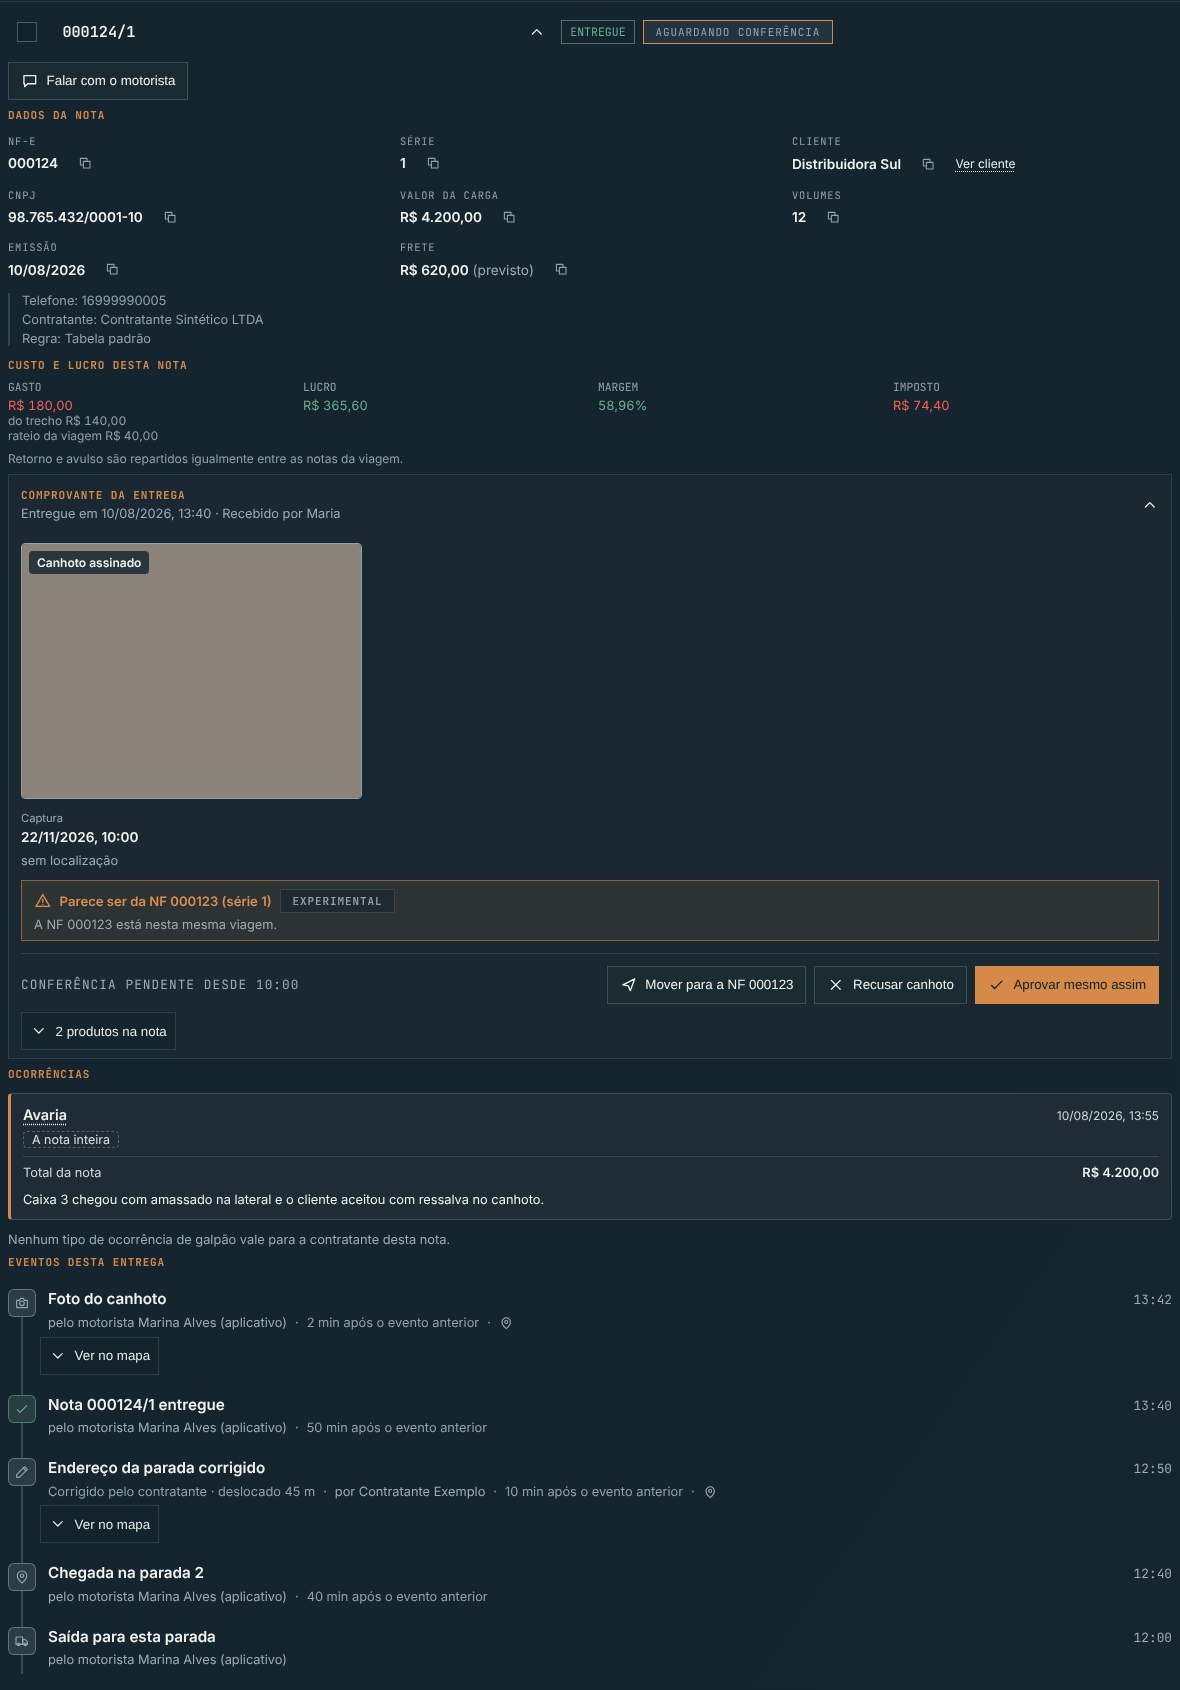 000124/1
ENTREGUE
AGUARDANDO CONFERÊNCIA
Falar com o motorista
DADOS DA NOTA
NF-E
000124
SÉRIE
1
CLIENTE
Distribuidora Sul
Ver cliente
CNPJ
98.765.432/0001-10
VALOR DA CARGA
R$ 4.200,00
VOLUMES
12
EMISSÃO
10/08/2026
FRETE
R$ 620,00 (previsto)
Telefone: 16999990005
Contratante: Contratante Sintético LTDA
Regra: Tabela padrão
CUSTO E LUCRO DESTA NOTA
GASTO
R$ 180,00
do trecho R$ 140,00
rateio da viagem R$ 40,00
LUCRO
R$ 365,60
MARGEM
58,96%
IMPOSTO
R$ 74,40
Retorno e avulso são repartidos igualmente entre as notas da viagem.
COMPROVANTE DA ENTREGA
Entregue em 10/08/2026, 13:40 · Recebido por Maria
Canhoto assinado
Captura
22/11/2026, 10:00
sem localização
Parece ser da NF 000123 (série 1)
EXPERIMENTAL
A NF 000123 está nesta mesma viagem.
CONFERÊNCIA PENDENTE DESDE 10:00
Mover para a NF 000123
Recusar canhoto
Aprovar mesmo assim
2 produtos na nota
OCORRÊNCIAS
Avaria
10/08/2026, 13:55
A nota inteira
Total da nota
R$ 4.200,00
Caixa 3 chegou com amassado na lateral e o cliente aceitou com ressalva no canhoto.
Nenhum tipo de ocorrência de galpão vale para a contratante desta nota.
EVENTOS DESTA ENTREGA
Foto do canhoto
13:42
pelo motorista Marina Alves (aplicativo) · 2 min após o evento anterior ·
Ver no mapa
Nota 000124/1 entregue
13:40
pelo motorista Marina Alves (aplicativo) · 50 min após o evento anterior
Endereço da parada corrigido
12:50
Corrigido pelo contratante · deslocado 45 m · por Contratante Exemplo · 10 min após o evento anterior ·
Ver no mapa
Chegada na parada 2
12:40
pelo motorista Marina Alves (aplicativo) · 40 min após o evento anterior
Saída para esta parada
12:00
pelo motorista Marina Alves (aplicativo)